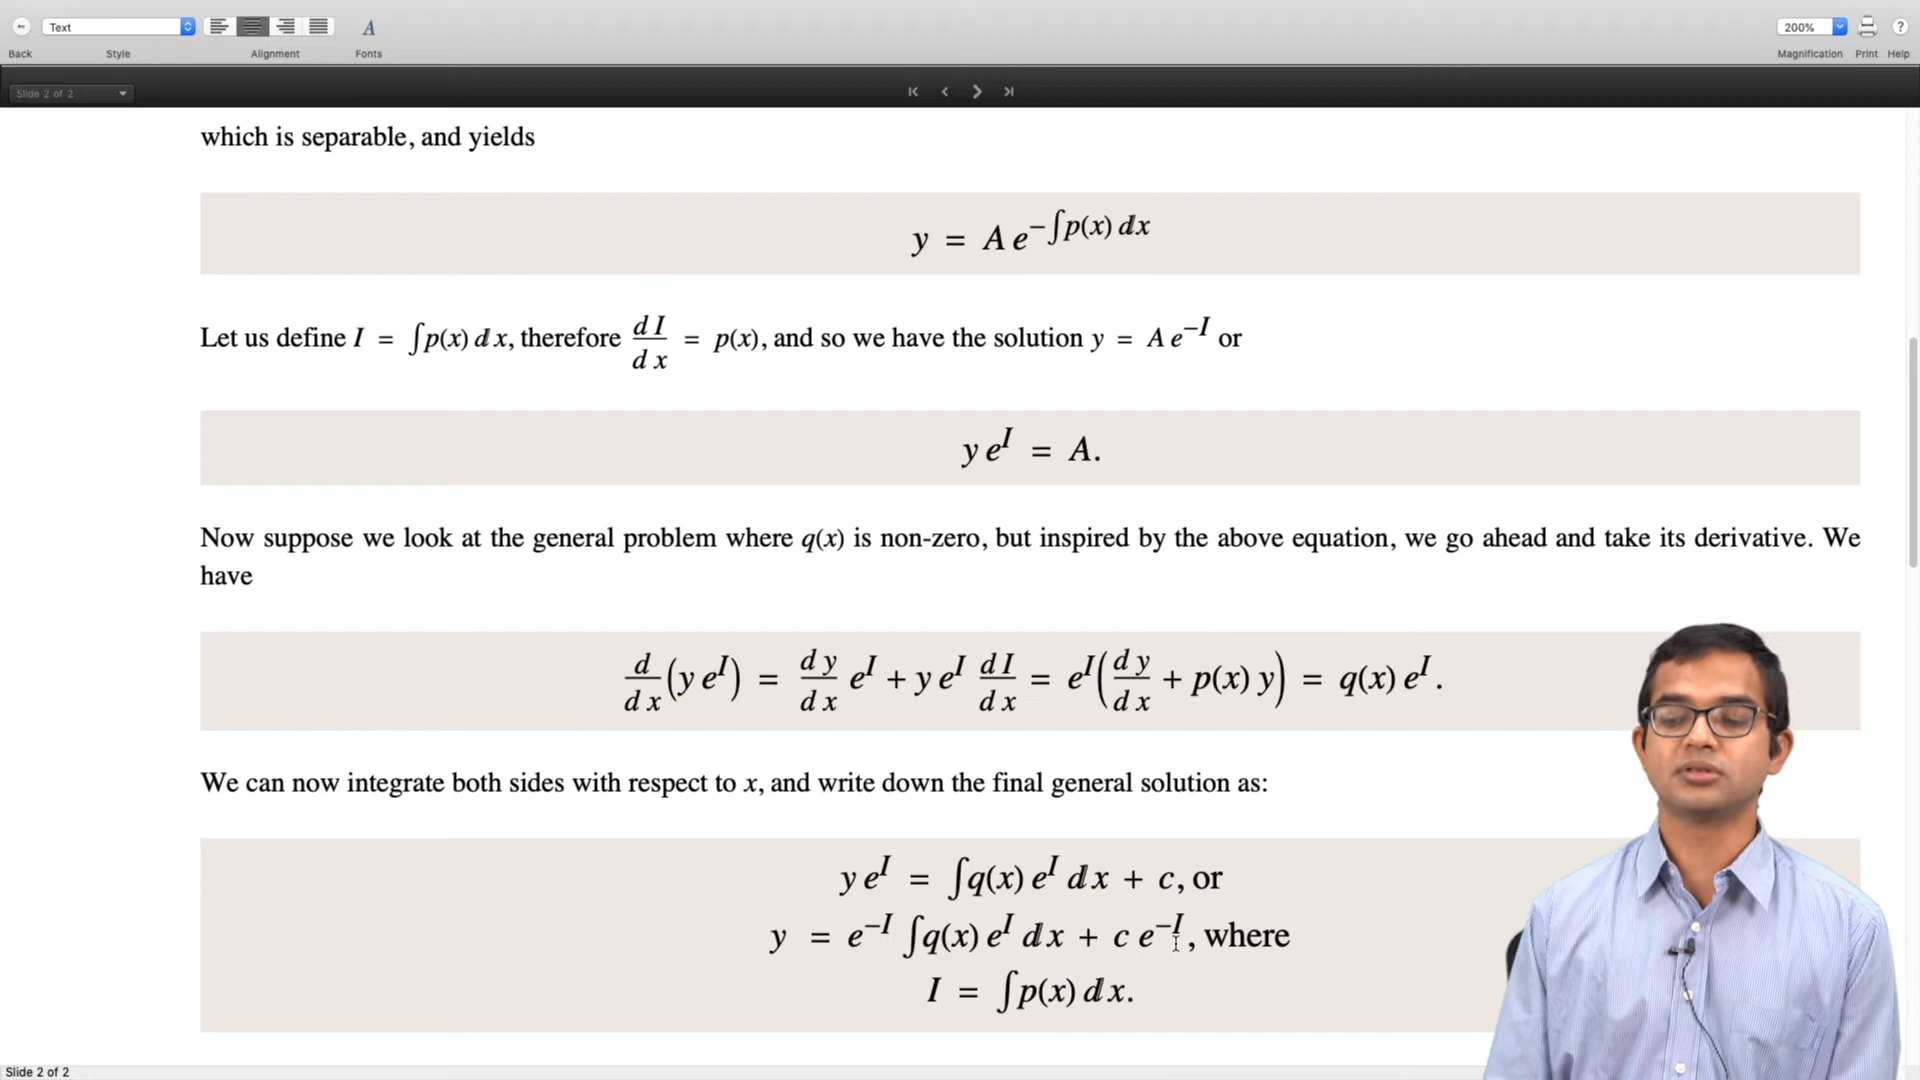 Text
200%
Back Style Alignment Fonts Magnification Print Help
Slide 2 of 2
which is separable, and yields
y = A e^{-∫p(x) dx}
Let us define I = ∫p(x) dx, therefore dI/dx = p(x), and so we have the solution y = A e^{-I} or
y e^I = A.
Now suppose we look at the general problem where q(x) is non-zero, but inspired by the above equation, we go ahead and take its derivative. We
have
d/dx (y e^I) = dy/dx e^I + y e^I dI/dx = e^I (dy/dx + p(x) y) = q(x) e^I.
We can now integrate both sides with respect to x, and write down the final general solution as:
y e^I = ∫q(x) e^I dx + c, or
y = e^{-I} ∫q(x) e^I dx + c e^{-I}, where
I = ∫p(x) dx.
Slide 2 of 2